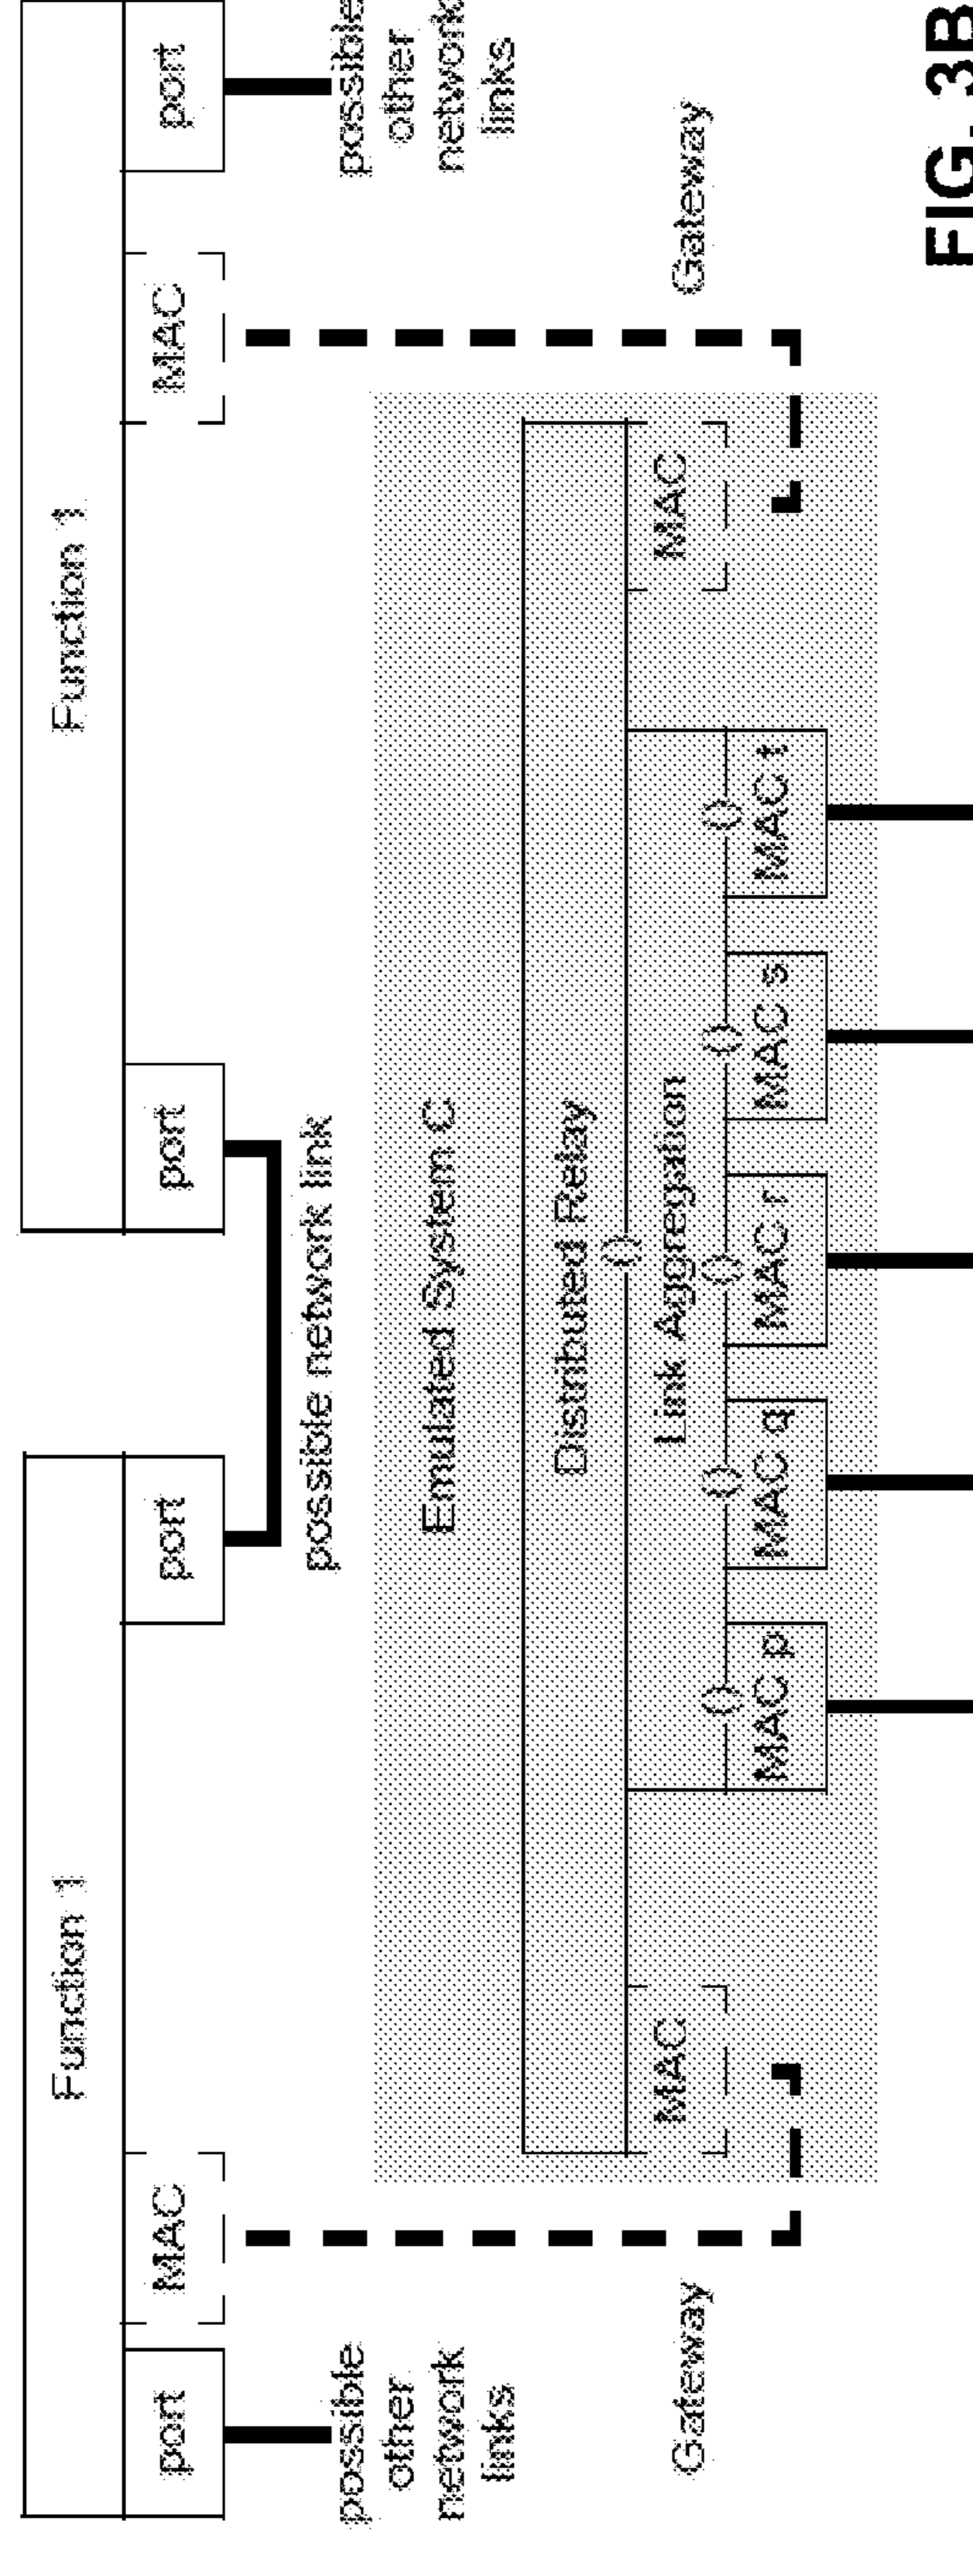 Function 1
Function 1
port
MAC
port
port
MAC
port
possible network link
possible
other
network
links
possible
other
network
links
Emulated System C
Distributed Relay
()
MAC
Link Aggregation
MAC
Gateway
Gateway
()
()
()
()
()
MAC p
MAC q
MAC r
MAC s
MAC t
FIG. 3B